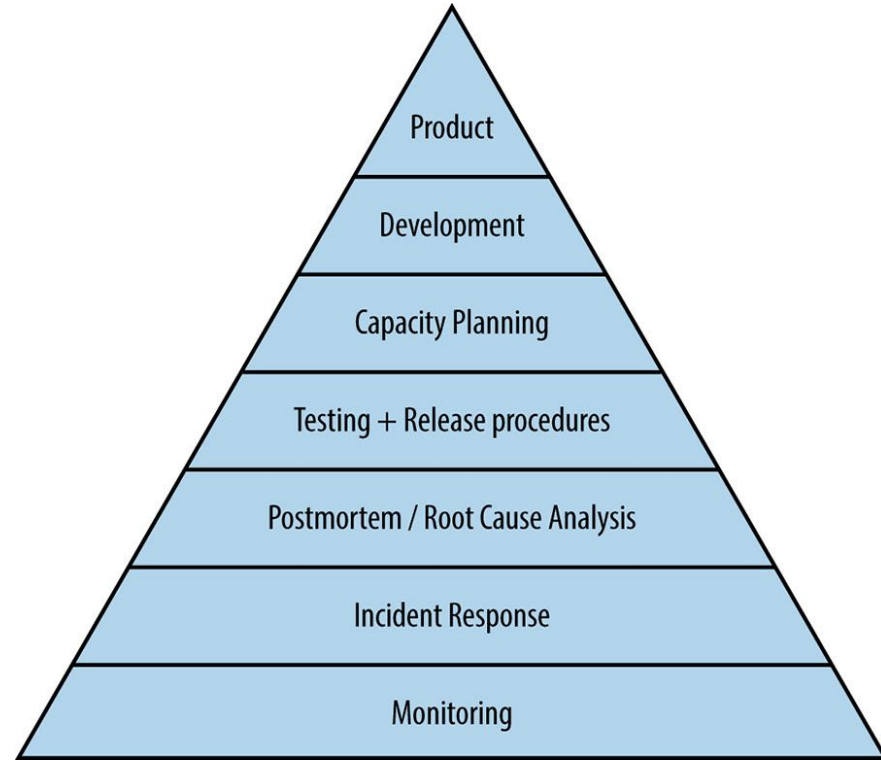 Product
Development
Capacity Planning
Testing + Release procedures
Postmortem / Root Cause Analysis
Incident Response
Monitoring